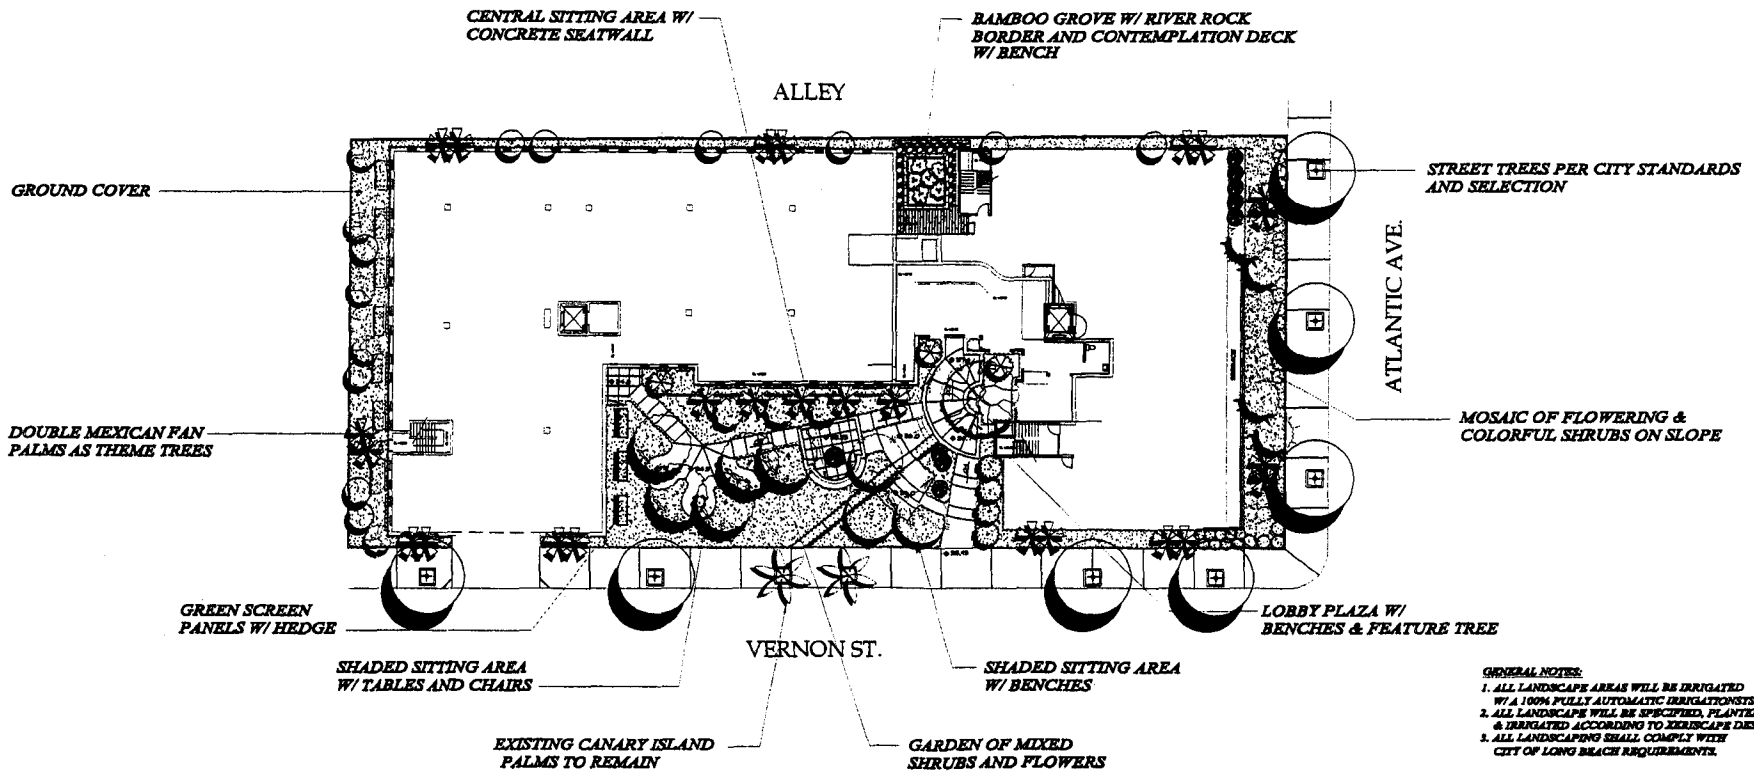 CENTRAL SITTING AREA W/
CONCRETE SEATWALL
BAMBOO GROVE W/ RIVER ROCK
BORDER AND CONTEMPLATION DECK
W/ BENCH
ALLEY
GROUND COVER
STREET TREES PER CITY STANDARDS
AND SELECTION
ATLANTIC AVE.
DOUBLE MEXICAN FAN
PALMS AS THEME TREES
MOSAIC OF FLOWERING &
COLORFUL SHRUBS ON SLOPE
GREEN SCREEN
PANELS W/ HEDGE
LOBBY PLAZA W/
BENCHES & FEATURE TREE
VERNON ST.
SHADED SITTING AREA
W/ TABLES AND CHAIRS
SHADED SITTING AREA
W/ BENCHES
EXISTING CANARY ISLAND
PALMS TO REMAIN
GARDEN OF MIXED
SHRUBS AND FLOWERS
GENERAL NOTES:
1. ALL LANDSCAPE AREAS WILL BE IRRIGATED
W/ A 100% FULLY AUTOMATIC IRRIGATIONSYS
2. ALL LANDSCAPE WILL BE SPECIFIED, PLANTE
& IRRIGATED ACCORDING TO XERISCAPE DES
3. ALL LANDSCAPING SHALL COMPLY WITH
CITY OF LONG BEACH REQUIREMENTS.